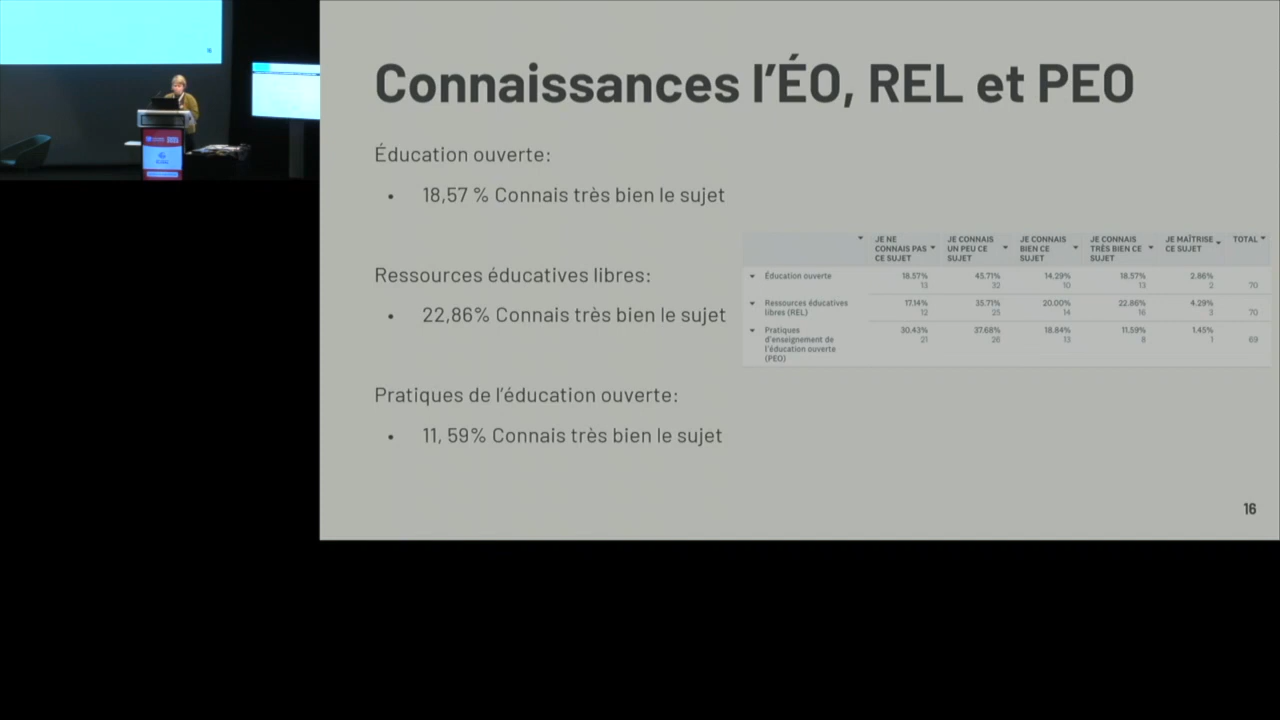 Connaissances l'ÉO, REL et PEO
Éducation ouverte:
• 18,57 % Connais très bien le sujet
Ressources éducatives libres:
• 22,86% Connais très bien le sujet
Pratiques de l'éducation ouverte:
• 11, 59% Connais très bien le sujet
JE NE CONNAIS PAS CE SUJET JE CONNAIS UN PEU CE SUJET JE CONNAIS BIEN CE SUJET JE CONNAIS TRÈS BIEN CE SUJET JE MAÎTRISE CE SUJET TOTAL
Éducation ouverte 18.57% 45.71% 14.29% 18.57% 2.86%
13 32 10 13 2 70
Ressources éducatives 17.14% 35.71% 20.00% 22.86% 4.29%
libres (REL) 12 25 14 16 3 70
Pratiques 30.43% 37.68% 18.84% 11.59% 1.45%
d'enseignement de 21 26 13 8 1 69
l'éducation ouverte
(PEO)
16